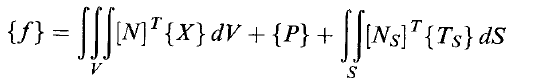 {f} = ∭_V [N]^T {X} dV + {P} + ∬_S [N_S]^T {T_S} dS